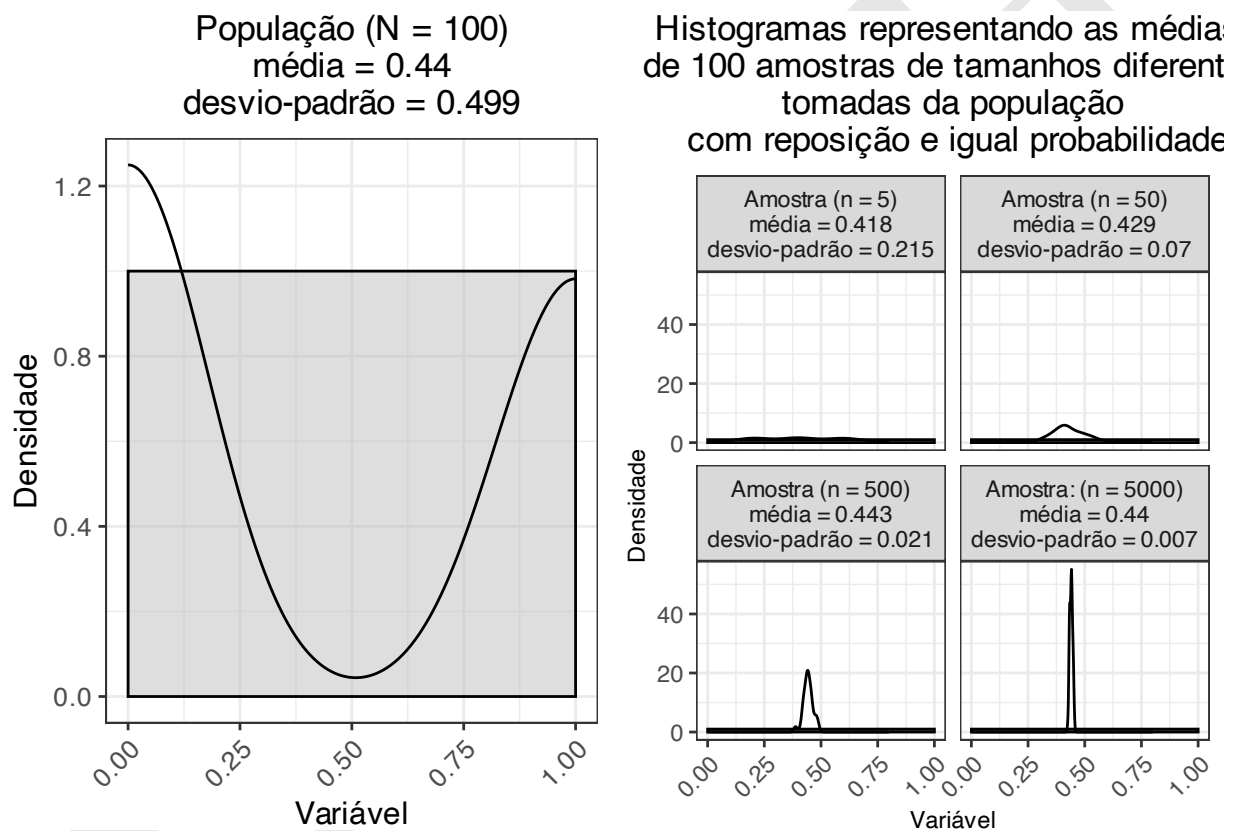 População (N = 100)
média = 0.44
desvio-padrão = 0.499
Densidade
1.2
0.8
0.4
0.0
0.00
0.25
0.50
0.75
1.00
Variável
Histogramas representando as médias
de 100 amostras de tamanhos diferent
tomadas da população
com reposição e igual probabilidade
Densidade
Amostra (n = 5)
média = 0.418
desvio-padrão = 0.215
Amostra (n = 50)
média = 0.429
desvio-padrão = 0.07
40
20
0
Amostra (n = 500)
média = 0.443
desvio-padrão = 0.021
Amostra: (n = 5000)
média = 0.44
desvio-padrão = 0.007
40
20
0
0.00
0.25
0.50
0.75
1.00
0.00
0.25
0.50
0.75
1.00
Variável